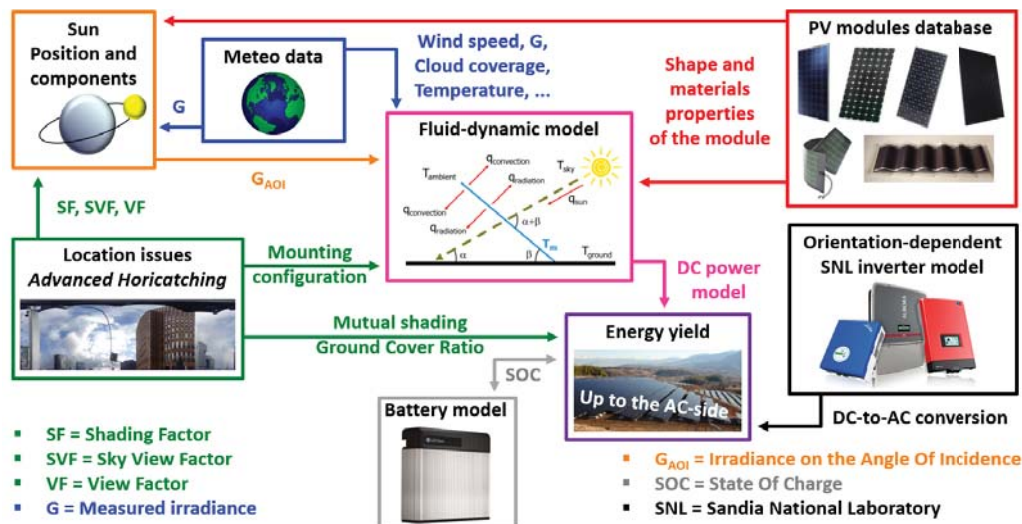 Sun
Position and
components
Meteo data
G
Wind speed, G,
Cloud coverage,
Temperature, ...
Shape and
materials
properties
of the module
PV modules database
G_AOI
SF, SVF, VF
Fluid-dynamic model
T_ambient
q_convection
q_radiation
T_sky
q_sun
q_convection
q_radiation
α+β
T_m
α
β
T_ground
Location issues
Advanced Horicatching
Mounting
configuration
Mutual shading
Ground Cover Ratio
DC power
model
Orientation-dependent
SNL inverter model
Energy yield
Up to the AC-side
SOC
Battery model
DC-to-AC conversion
▪ SF = Shading Factor
▪ SVF = Sky View Factor
▪ VF = View Factor
▪ G = Measured irradiance
▪ G_AOI = Irradiance on the Angle Of Incidence
▪ SOC = State Of Charge
▪ SNL = Sandia National Laboratory